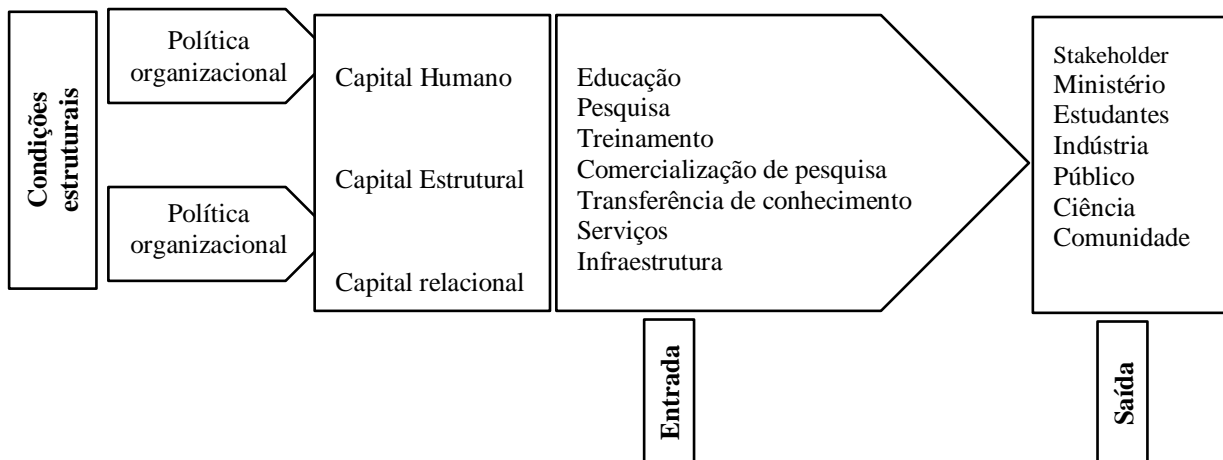 Condições
estruturais
Política
organizacional
Política
organizacional
Capital Humano
Capital Estrutural
Capital relacional
Educação
Pesquisa
Treinamento
Comercialização de pesquisa
Transferência de conhecimento
Serviços
Infraestrutura
Stakeholder
Ministério
Estudantes
Indústria
Público
Ciência
Comunidade
Entrada
Saída